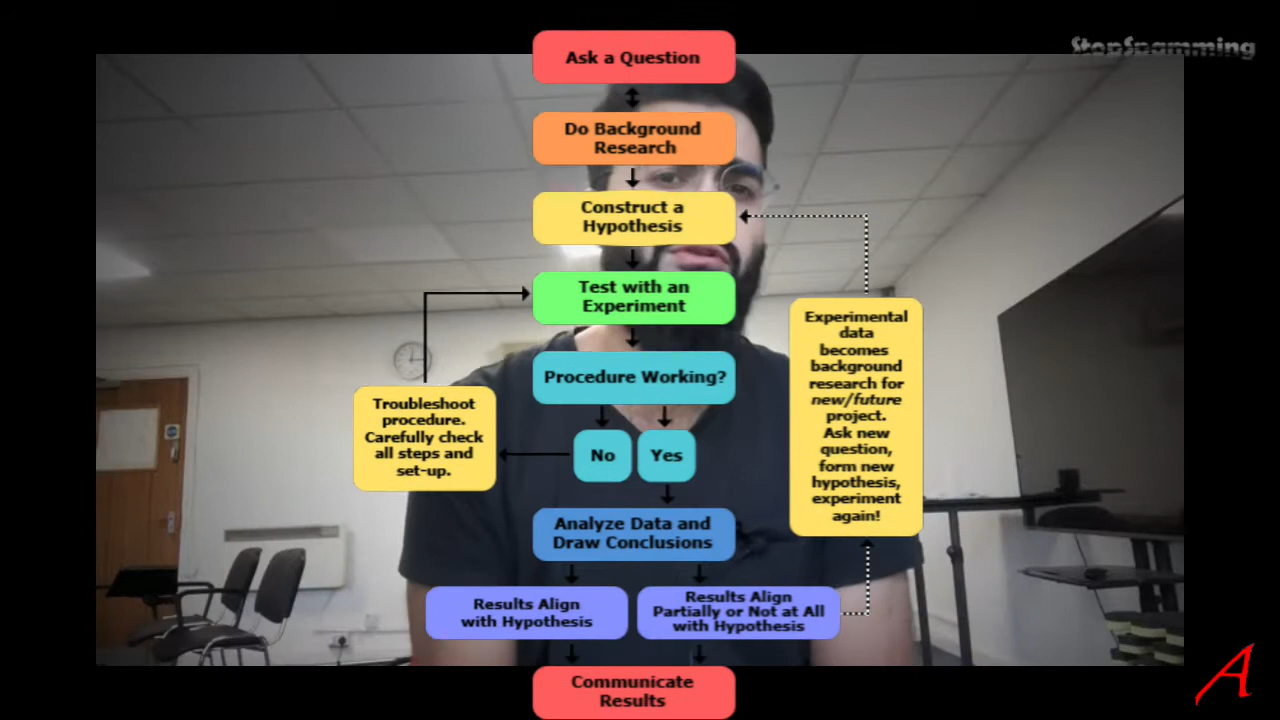 StopSpamming
Ask a Question
Do Background
Research
Construct a
Hypothesis
Test with an
Experiment
Procedure Working?
No
Yes
Troubleshoot
procedure.
Carefully check
all steps and
set-up.
Experimental
data
becomes
background
research for
new/future
project.
Ask new
question,
form new
hypothesis,
experiment
again!
Analyze Data and
Draw Conclusions
Results Align
with Hypothesis
Results Align
Partially or Not at All
with Hypothesis
Communicate
Results
A